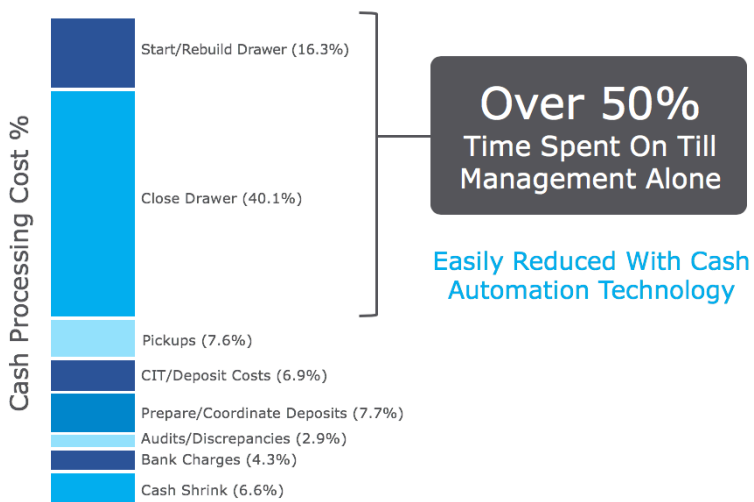 Cash Processing Cost %
Start/Rebuild Drawer (16.3%)
Close Drawer (40.1%)
Pickups (7.6%)
CIT/Deposit Costs (6.9%)
Prepare/Coordinate Deposits (7.7%)
Audits/Discrepancies (2.9%)
Bank Charges (4.3%)
Cash Shrink (6.6%)
Over 50%
Time Spent On Till
Management Alone
Easily Reduced With Cash
Automation Technology